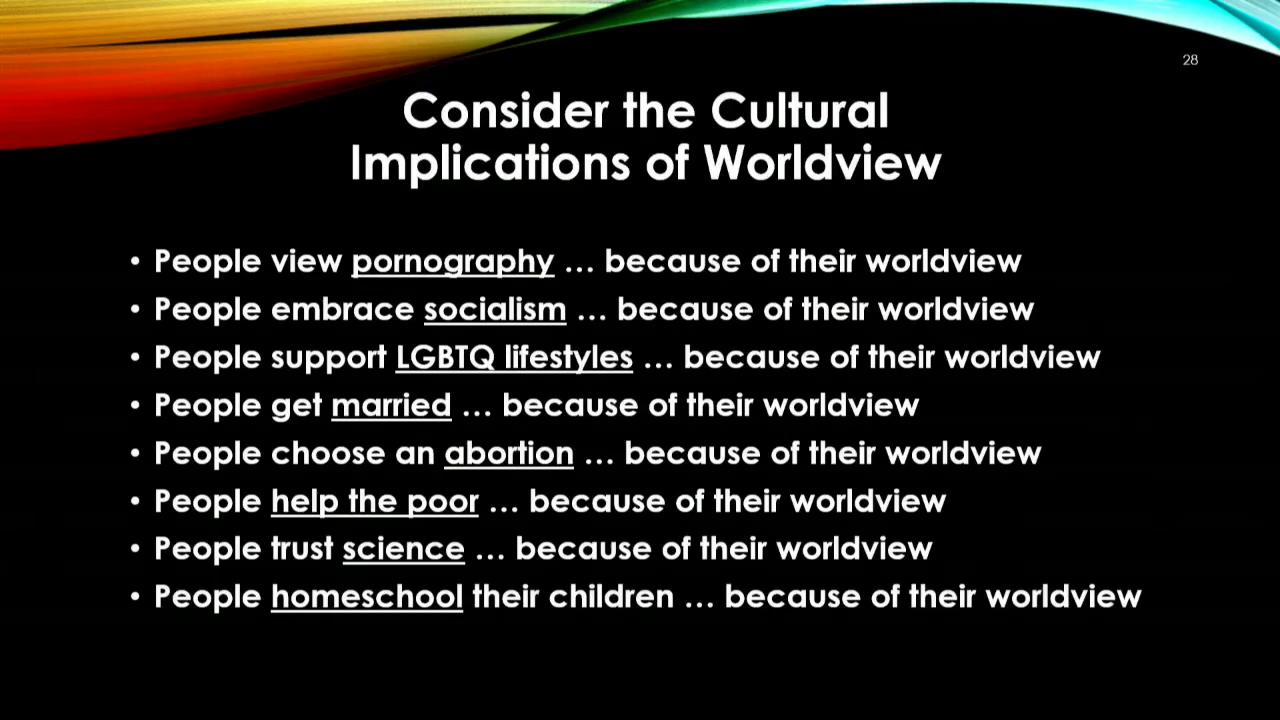 28
Consider the Cultural
Implications of Worldview
• People view pornography … because of their worldview
• People embrace socialism … because of their worldview
• People support LGBTQ lifestyles … because of their worldview
• People get married … because of their worldview
• People choose an abortion … because of their worldview
• People help the poor … because of their worldview
• People trust science … because of their worldview
• People homeschool their children … because of their worldview